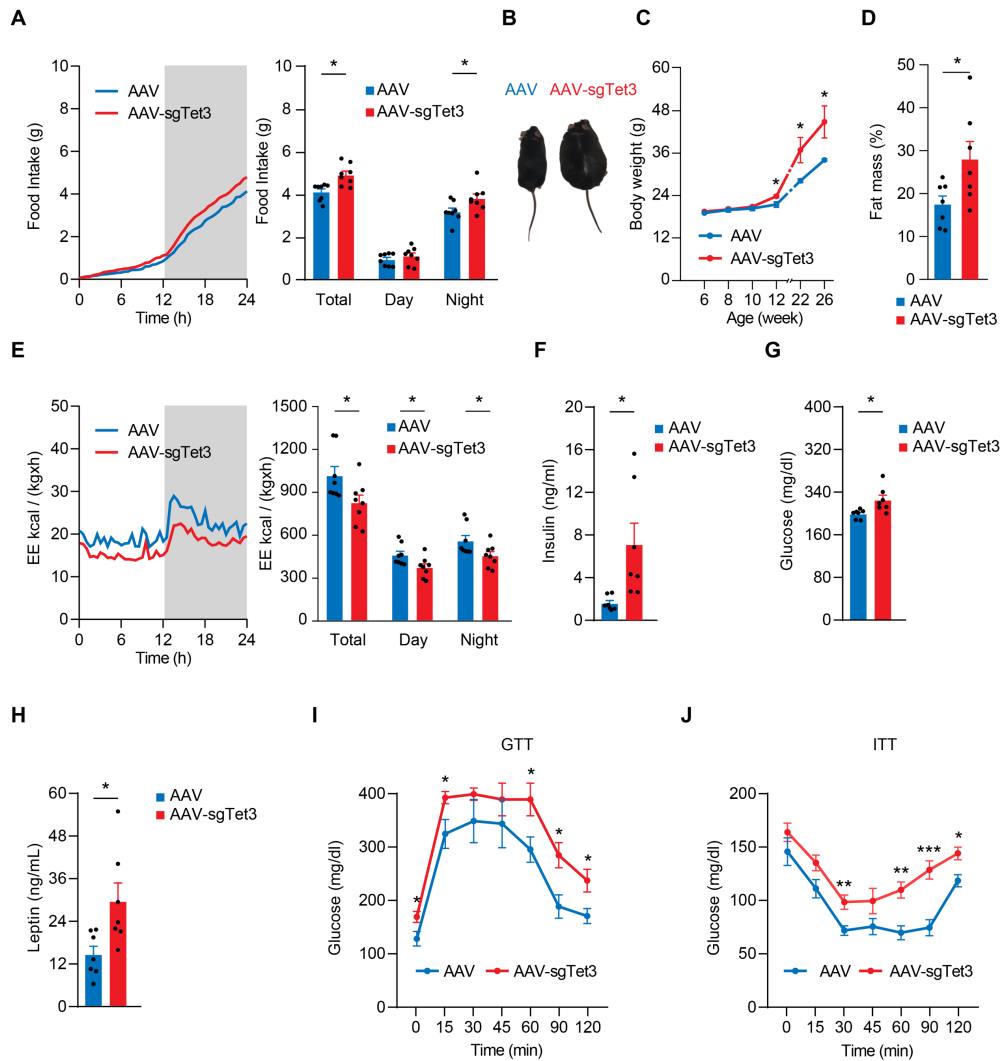 A
B
C
D
Food Intake (g)
10
8
6
4
2
0
AAV
AAV-sgTet3
0 6 12 18 24
Time (h)
Food Intake (g)
10
8
6
4
2
0
* *
AAV
AAV-sgTet3
Total Day Night
AAV AAV-sgTet3
Body weight (g)
60
48
36
24
12
0
* * *
AAV
AAV-sgTet3
6 8 10 12 22 26
Age (week)
Fat mass (%)
50
40
30
20
10
0
*
AAV
AAV-sgTet3
E
F
G
EE kcal / (kgxh)
50
40
30
20
10
0
AAV
AAV-sgTet3
0 6 12 18 24
Time (h)
EE kcal / (kgxh)
1500
1200
900
600
300
0
* * *
AAV
AAV-sgTet3
Total Day Night
Insulin (ng/ml)
20
16
12
8
4
0
*
AAV
AAV-sgTet3
Glucose (mg/dl)
400
320
240
160
80
0
*
AAV
AAV-sgTet3
H
I
J
Leptin (ng/mL)
60
48
36
24
12
0
*
AAV
AAV-sgTet3
GTT
Glucose (mg/dl)
400
300
200
100
0
* * * * *
AAV AAV-sgTet3
0 15 30 45 60 90 120
Time (min)
ITT
Glucose (mg/dl)
200
150
100
50
0
** ** *** *
AAV AAV-sgTet3
0 15 30 45 60 90 120
Time (min)